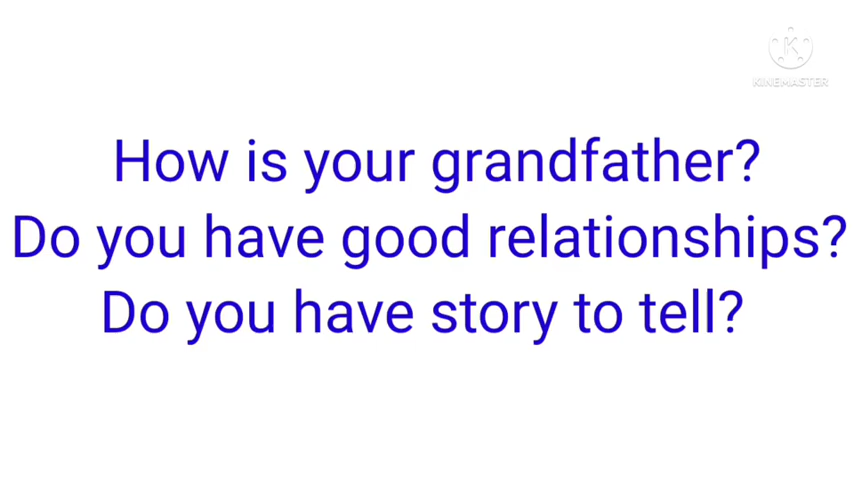 KINEMASTER
How is your grandfather?
Do you have good relationships?
Do you have story to tell?